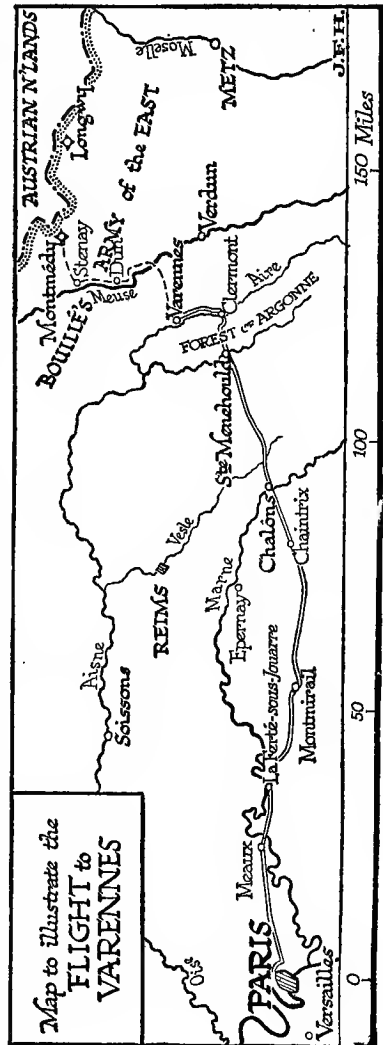 Map to illustrate the
FLIGHT to
VARENNES
AUSTRIAN N'LANDS
Longwy
Moselle
METZ
Montmédy
Stenay
BOUILLÉ'S
ARMY
of the EAST
Dun
Meuse
Verdun
Varennes
Clermont
Aire
FOREST OF ARGONNE
Ste Menehould
Aisne
Soissons
Vesle
REIMS
Marne
Epernay
Chalôns
Chaintrix
La Ferté-sous-Jouarre
Montmirail
Meaux
Oise
PARIS
Versailles
0
50
100
150 Miles
J.F.H.